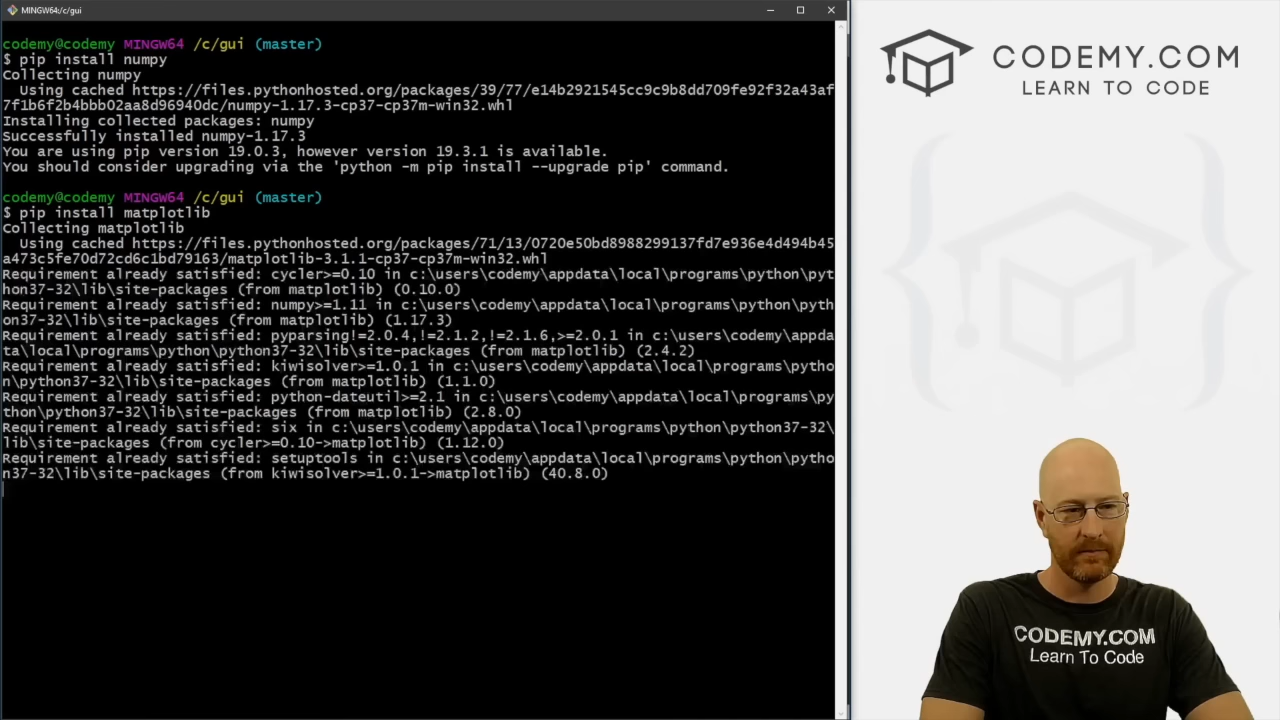 MINGW64:/c/gui
codemy@codemy MINGW64 /c/gui (master)
$ pip install numpy
Collecting numpy
  Using cached https://files.pythonhosted.org/packages/39/77/e14b2921545cc9c9b8dd709fe92f32a43af
7f1b6f2b4bbb02aa8d96940dc/numpy-1.17.3-cp37-cp37m-win32.whl
Installing collected packages: numpy
Successfully installed numpy-1.17.3
You are using pip version 19.0.3, however version 19.3.1 is available.
You should consider upgrading via the 'python -m pip install --upgrade pip' command.
codemy@codemy MINGW64 /c/gui (master)
$ pip install matplotlib
Collecting matplotlib
  Using cached https://files.pythonhosted.org/packages/71/13/0720e50bd8988299137fd7e936e4d494b45
a473c5fe70d72cd6c1bd79163/matplotlib-3.1.1-cp37-cp37m-win32.whl
Requirement already satisfied: cycler>=0.10 in c:\users\codemy\appdata\local\programs\python\pyt
hon37-32\lib\site-packages (from matplotlib) (0.10.0)
Requirement already satisfied: numpy>=1.11 in c:\users\codemy\appdata\local\programs\python\pyth
on37-32\lib\site-packages (from matplotlib) (1.17.3)
Requirement already satisfied: pyparsing!=2.0.4,!=2.1.2,!=2.1.6,>=2.0.1 in c:\users\codemy\appda
ta\local\programs\python\python37-32\lib\site-packages (from matplotlib) (2.4.2)
Requirement already satisfied: kiwisolver>=1.0.1 in c:\users\codemy\appdata\local\programs\pytho
n\python37-32\lib\site-packages (from matplotlib) (1.1.0)
Requirement already satisfied: python-dateutil>=2.1 in c:\users\codemy\appdata\local\programs\py
thon\python37-32\lib\site-packages (from matplotlib) (2.8.0)
Requirement already satisfied: six in c:\users\codemy\appdata\local\programs\python\python37-32\
lib\site-packages (from cycler>=0.10->matplotlib) (1.12.0)
Requirement already satisfied: setuptools in c:\users\codemy\appdata\local\programs\python\pytho
n37-32\lib\site-packages (from kiwisolver>=1.0.1->matplotlib) (40.8.0)
CODEMY.COM
LEARN TO CODE
CODEMY.COM
Learn To Code